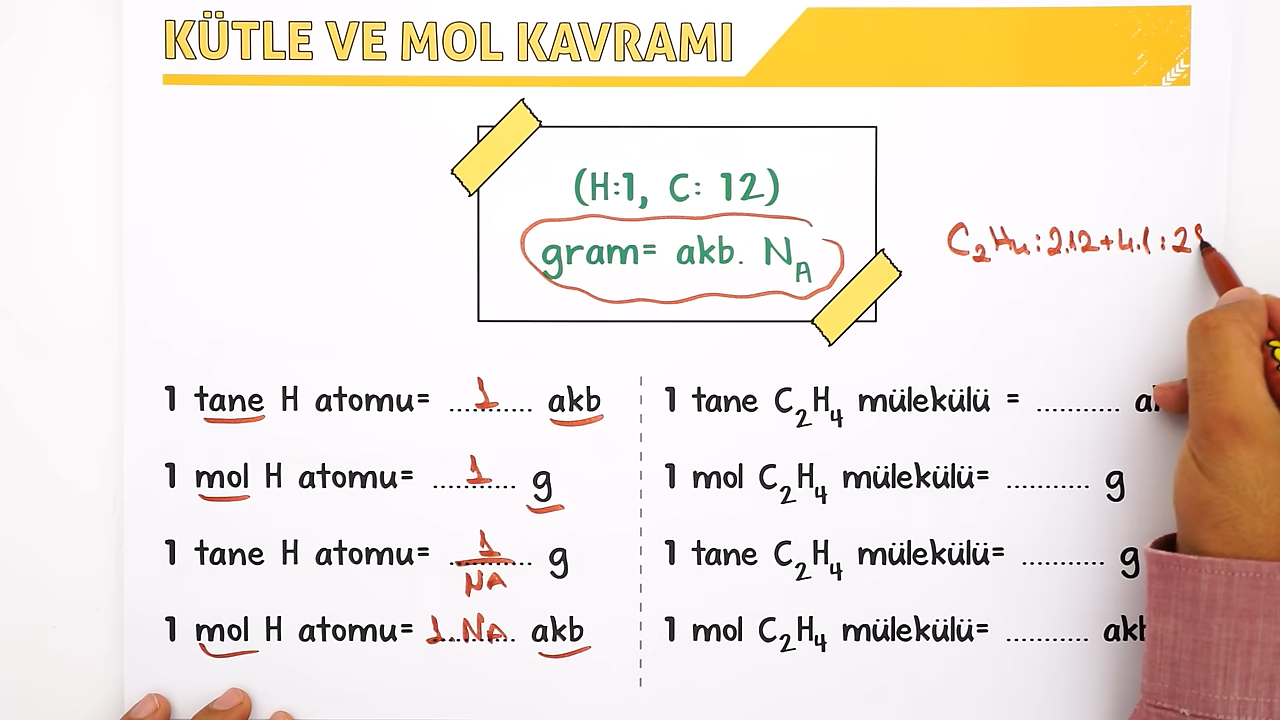 KÜTLE VE MOL KAVRAMI
(H:1, C: 12)
gram= akb. N_A
C₂H₄:2.12+4.1:28
1 tane H atomu= 1 akb
1 mol H atomu= 1 g
1 tane H atomu= 1/NA g
1 mol H atomu= 1.NA akb
1 tane C₂H₄ mülekülü = ..........
1 mol C₂H₄ mülekülü= .......... g
1 tane C₂H₄ mülekülü= .......... g
1 mol C₂H₄ mülekülü= .......... akb